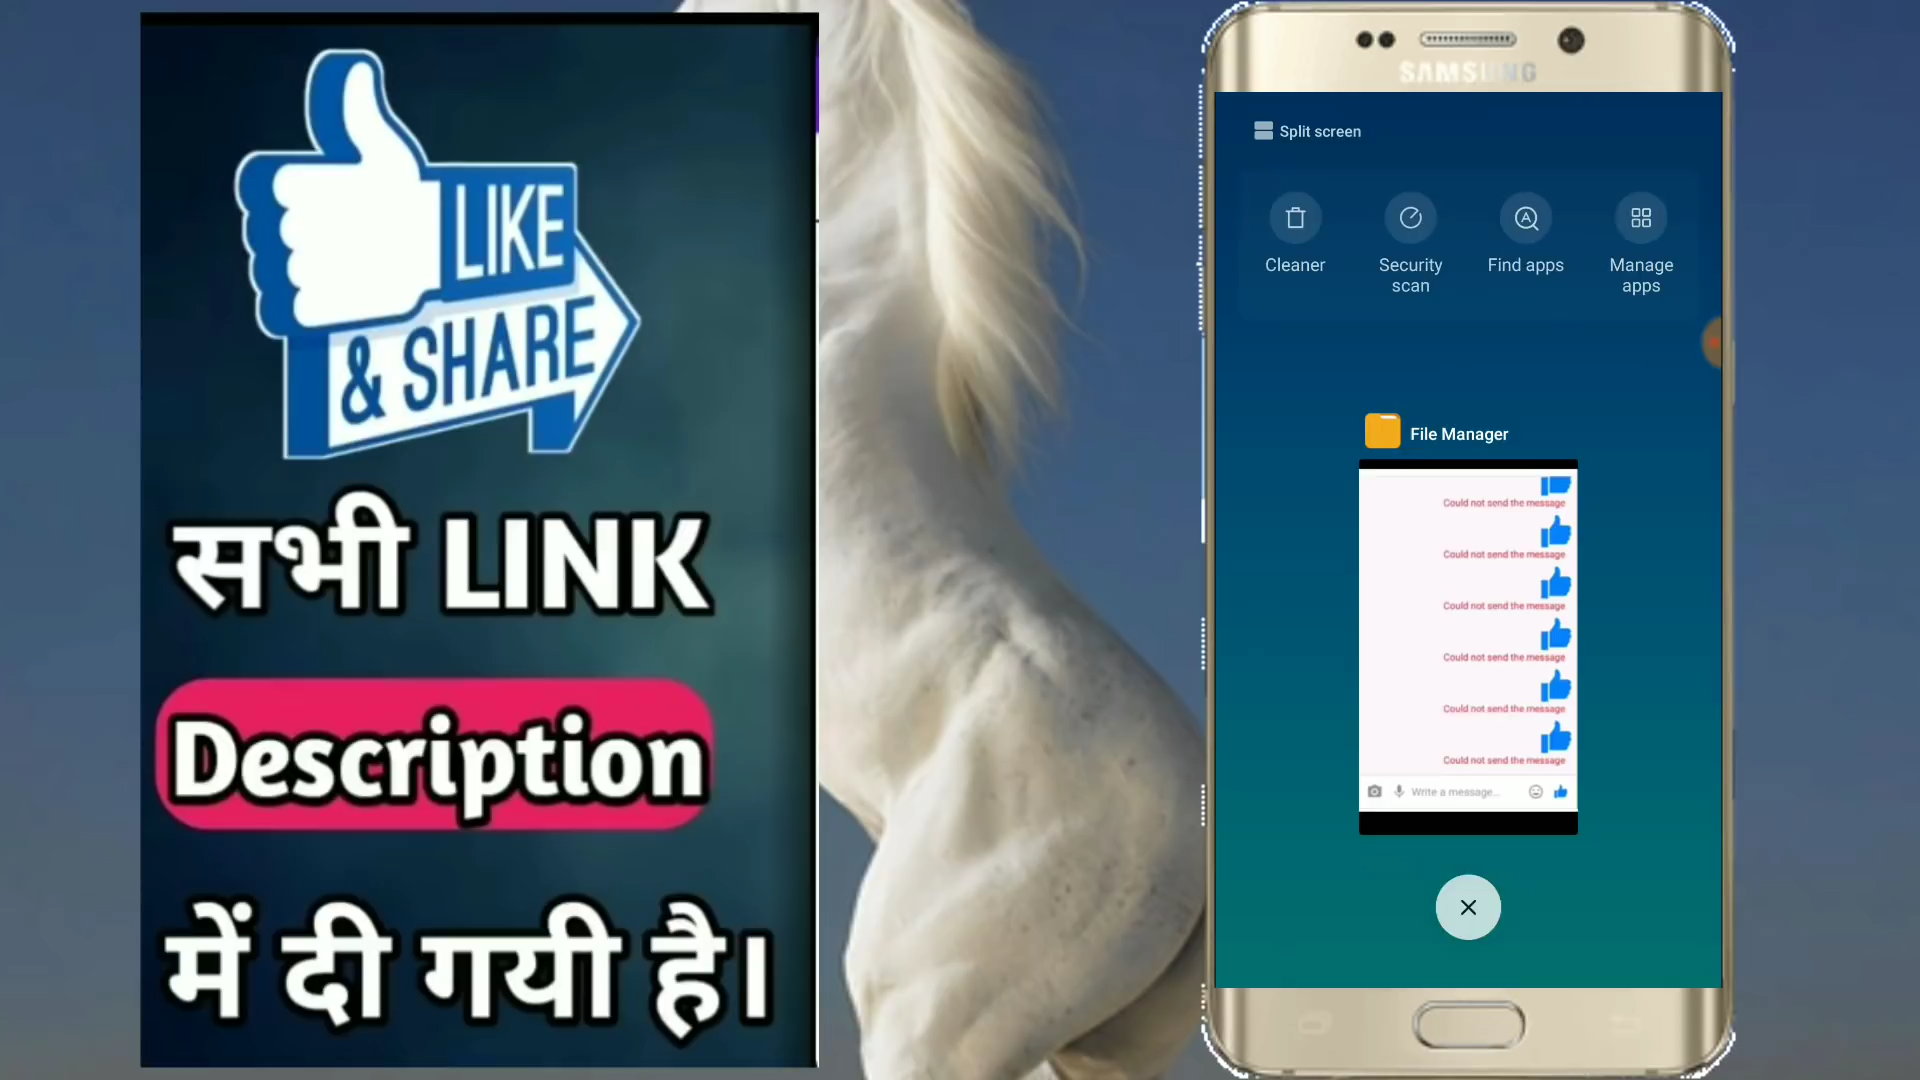 LIKE
& SHARE
सभी LINK
Description
में दी गयी है।
SAMSUNG
Split screen
Cleaner
Security
scan
Find apps
Manage
apps
File Manager
Could not send the message
Could not send the message
Could not send the message
Could not send the message
Could not send the message
Could not send the message
Write a message...